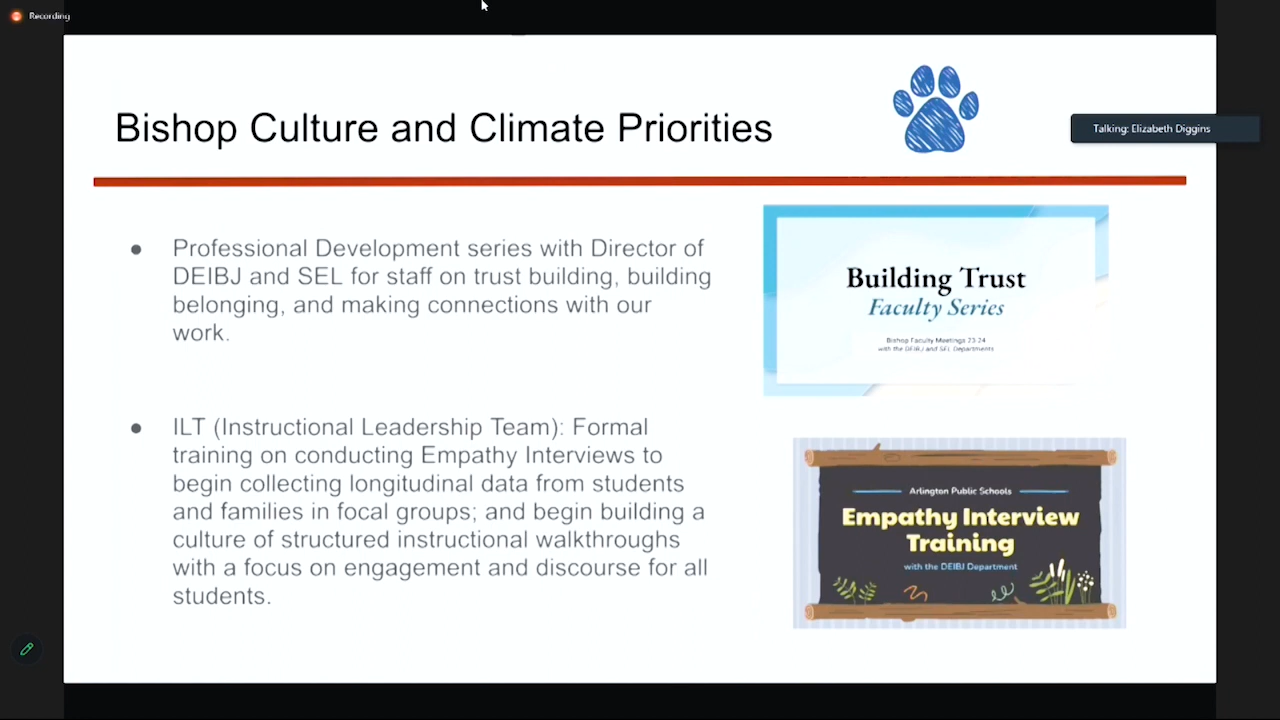 Recording
Bishop Culture and Climate Priorities
Talking: Elizabeth Diggins
● Professional Development series with Director of
DEIBJ and SEL for staff on trust building, building
belonging, and making connections with our
work.
● ILT (Instructional Leadership Team): Formal
training on conducting Empathy Interviews to
begin collecting longitudinal data from students
and families in focal groups; and begin building a
culture of structured instructional walkthroughs
with a focus on engagement and discourse for all
students.
Building Trust
Faculty Series
Bishop Faculty Meetings 23-24
with the DEIBJ and SEL Departments
Arlington Public Schools
Empathy Interview
Training
with the DEIBJ Department